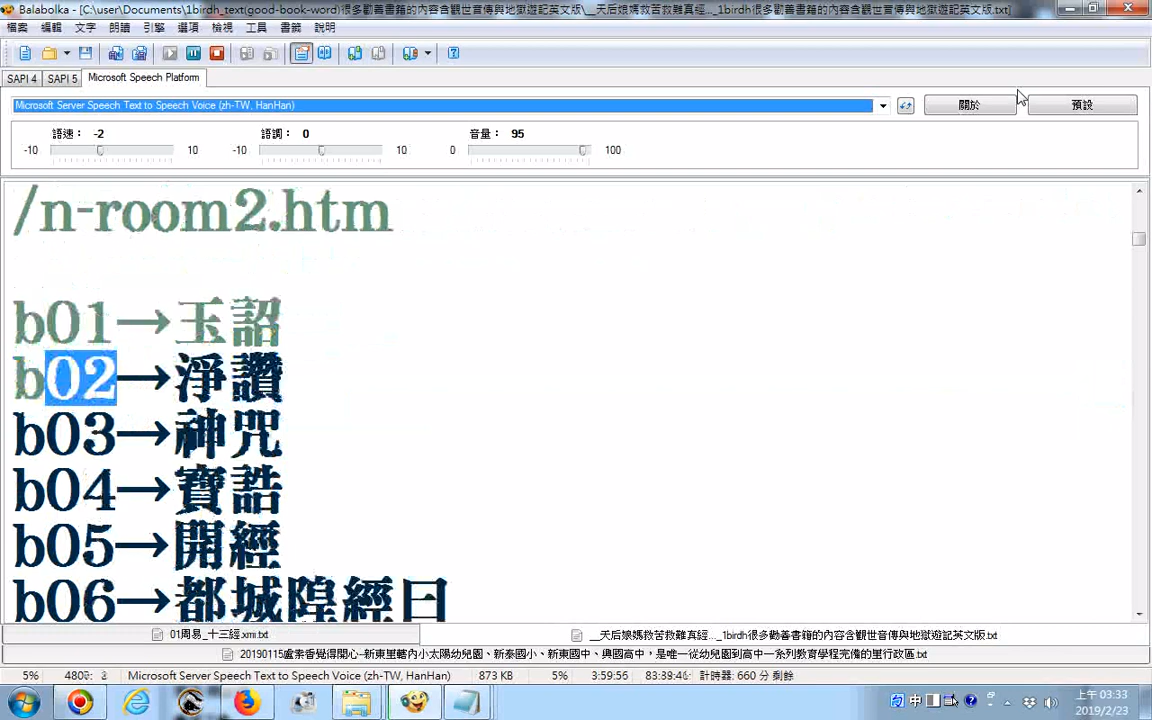 Balabolka - [C:\user\Documents\1birdh_text(good-book-word)很多勸善書籍的內容含觀世音傳與地獄遊記英文版\__天后娘媽救苦救難真經..._1birdh很多勸善書籍的內容含觀世音傳與地獄遊記英文版.txt]
檔案 編輯 文字 朗讀 引擎 選項 檢視 工具 書籤 說明
SAPI 4 SAPI 5 Microsoft Speech Platform
Microsoft Server Speech Text to Speech Voice (zh-TW, HanHan) 關於 預設
語速： -2 語調： 0 音量： 95
-10 10 -10 10 0 100
/n-room2.htm
b01→玉詔
b02→淨讚
b03→神咒
b04→寶誥
b05→開經
b06→都城隍經曰
01周易_十三經.xml.txt __天后娘媽救苦救難真經..._1birdh很多勸善書籍的內容含觀世音傳與地獄遊記英文版.txt
20190115盧素香覺得開心-新東里轄內小太陽幼兒園、新泰國小、新東國中、興國高中，是唯一從幼兒園到高中一系列教育學程完備的里行政區.txt
5% Microsoft Server Speech Text to Speech Voice (zh-TW, HanHan) 873 KB 5% 3:59:56 83:39:46 計時器: 660 分 剩餘
中 上午 03:33
2019/2/23